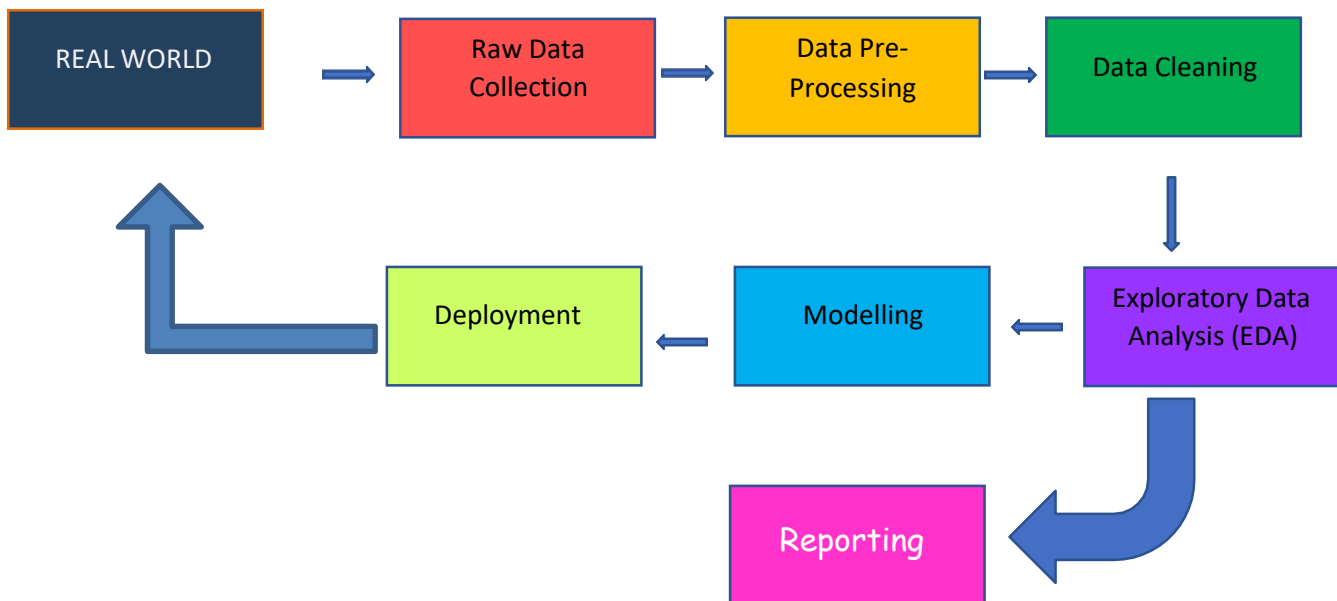 REAL WORLD
Raw Data
Collection
Data Pre-
Processing
Data Cleaning
Exploratory Data
Analysis (EDA)
Modelling
Deployment
Reporting